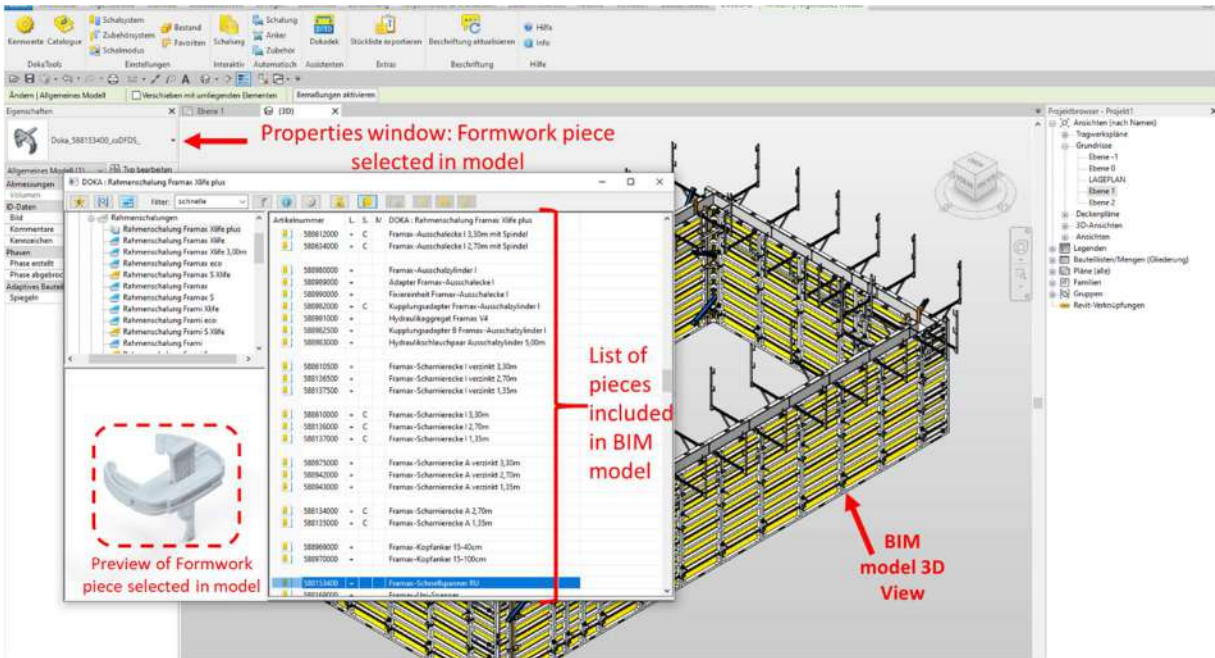 Schalsystem
Zubehörsystem
Schalmodus
Bestand
Favoriten
Kennwerte
Catalogue
Schalung
Schalung
Anker
Zubehör
Dokadek
Stückliste exportieren
Beschriftung aktualisieren
Hilfe
Info
DokaTools
Einstellungen
Interaktiv
Automatisch
Assistenten
Extras
Beschriftung
Hilfe
Ändern | Allgemeines Modell
Verschieben mit umliegenden Elementen
Bemaßungen aktivieren
Eigenschaften
Ebene 1
(3D)
Projektbrowser - Projekt1
Doka_588153400_coDFDS_
Properties window: Formwork piece
selected in model
Allgemeines Modell (1)
Typ bearbeiten
Abmessungen
Volumen
ID-Daten
Bild
Kommentare
Kennzeichen
Phasen
Phase erstellt
Phase abgebroc
Adaptives Bauteil
Spiegeln
DOKA : Rahmenschalung Framax Xlife plus
Filter: schnelle
Rahmenschalungen
Rahmenschalung Framax Xlife plus
Rahmenschalung Framax Xlife
Rahmenschalung Framax Xlife 3,00m
Rahmenschalung Framax eco
Rahmenschalung Framax S Xlife
Rahmenschalung Framax
Rahmenschalung Framax S
Rahmenschalung Frami Xlife
Rahmenschalung Frami eco
Rahmenschalung Frami S Xlife
Rahmenschalung Frami
Artikelnummer L. S. M DOKA : Rahmenschalung Framax Xlife plus
588612000 + C Framax-Ausschalecke I 3,30m mit Spindel
588634000 + C Framax-Ausschalecke I 2,70m mit Spindel
588980000 + Framax-Ausschalzylinder I
588989000 + Adapter Framax-Ausschalecke I
588990000 + Fixiereinheit Framax-Ausschalecke I
588982000 + C Kupplungsadapter Framax-Ausschalzylinder I
588981000 + Hydraulikaggregat Framax V4
588982500 + Kupplungsadapter B Framax-Ausschalzylinder I
588983000 + Hydraulikschlauchpaar Ausschalzylinder 5,00m
588610500 + Framax-Scharnierecke I verzinkt 3,30m
588136500 + Framax-Scharnierecke I verzinkt 2,70m
588137500 + Framax-Scharnierecke I verzinkt 1,35m
588610000 + C Framax-Scharnierecke I 3,30m
588136000 + C Framax-Scharnierecke I 2,70m
588137000 + C Framax-Scharnierecke I 1,35m
588975000 + Framax-Scharnierecke A verzinkt 3,30m
588942000 + Framax-Scharnierecke A verzinkt 2,70m
588943000 + Framax-Scharnierecke A verzinkt 1,35m
588134000 + C Framax-Scharnierecke A 2,70m
588135000 + C Framax-Scharnierecke A 1,35m
588969000 + Framax-Kopfanker 15-40cm
588970000 + Framax-Kopfanker 15-100cm
588153400 + Framax-Schnellspanner RU
588168000 + Framax-Uni-Spanner
List of
pieces
included
in BIM
model
Preview of Formwork
piece selected in model
BIM
model 3D
View
Ansichten (nach Namen)
Tragwerkspläne
Grundrisse
Ebene -1
Ebene 0
LAGEPLAN
Ebene 1
Ebene 2
Deckenpläne
3D-Ansichten
Ansichten
Legenden
Bauteillisten/Mengen (Gliederung)
Pläne (alle)
Familien
Gruppen
Revit-Verknüpfungen